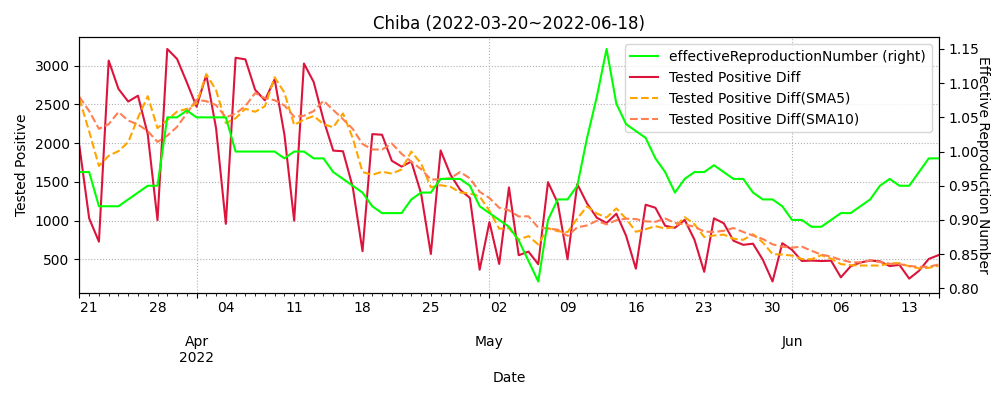 Chiba (2022-03-20~2022-06-18)
effectiveReproductionNumber (right)
Tested Positive Diff
Tested Positive Diff(SMA5)
Tested Positive Diff(SMA10)
Tested Positive
3000
2500
2000
1500
1000
500
Effective Reproduction Number
1.15
1.10
1.05
1.00
0.95
0.90
0.85
0.80
21 28 04 11 18 25 02 09 16 23 30 06 13
Apr May Jun
2022
Date